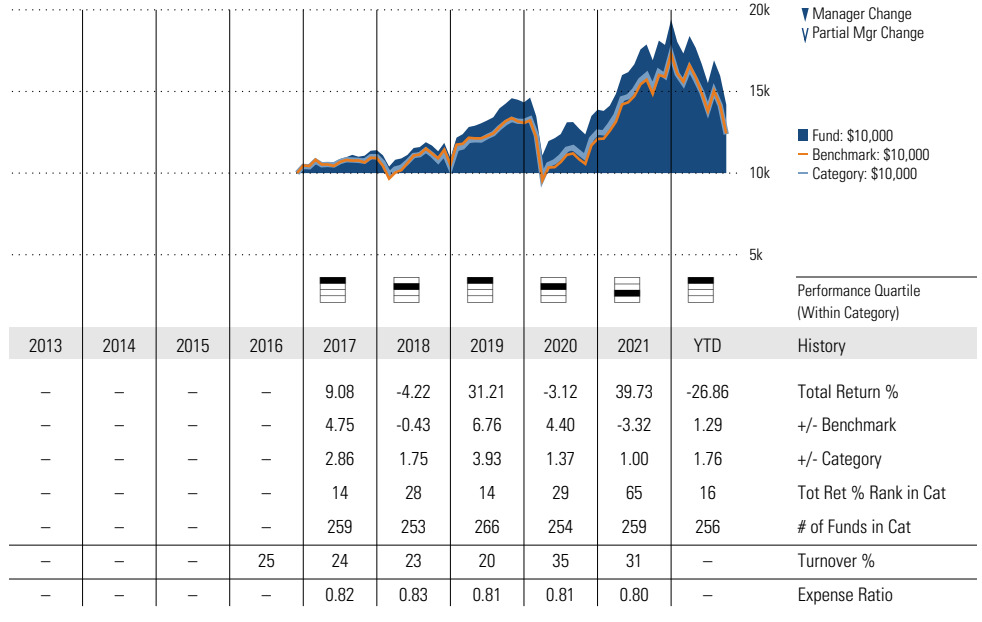 20k
▼ Manager Change
Partial Mgr Change
15k
Fund: $10,000
Benchmark: $10,000
10k
Category: $10,000
5k
Performance Quartile
(Within Category)
2013 2014 2015 2016 2017 2018 2019 2020 2021 YTD History
– – – – 9.08 -4.22 31.21 -3.12 39.73 -26.86 Total Return %
– – – – 4.75 -0.43 6.76 4.40 -3.32 1.29 +/- Benchmark
– – – – 2.86 1.75 3.93 1.37 1.00 1.76 +/- Category
– – – – 14 28 14 29 65 16 Tot Ret % Rank in Cat
– – – – 259 253 266 254 259 256 # of Funds in Cat
– – – 25 24 23 20 35 31 – Turnover %
– – – – 0.82 0.83 0.81 0.81 0.80 – Expense Ratio